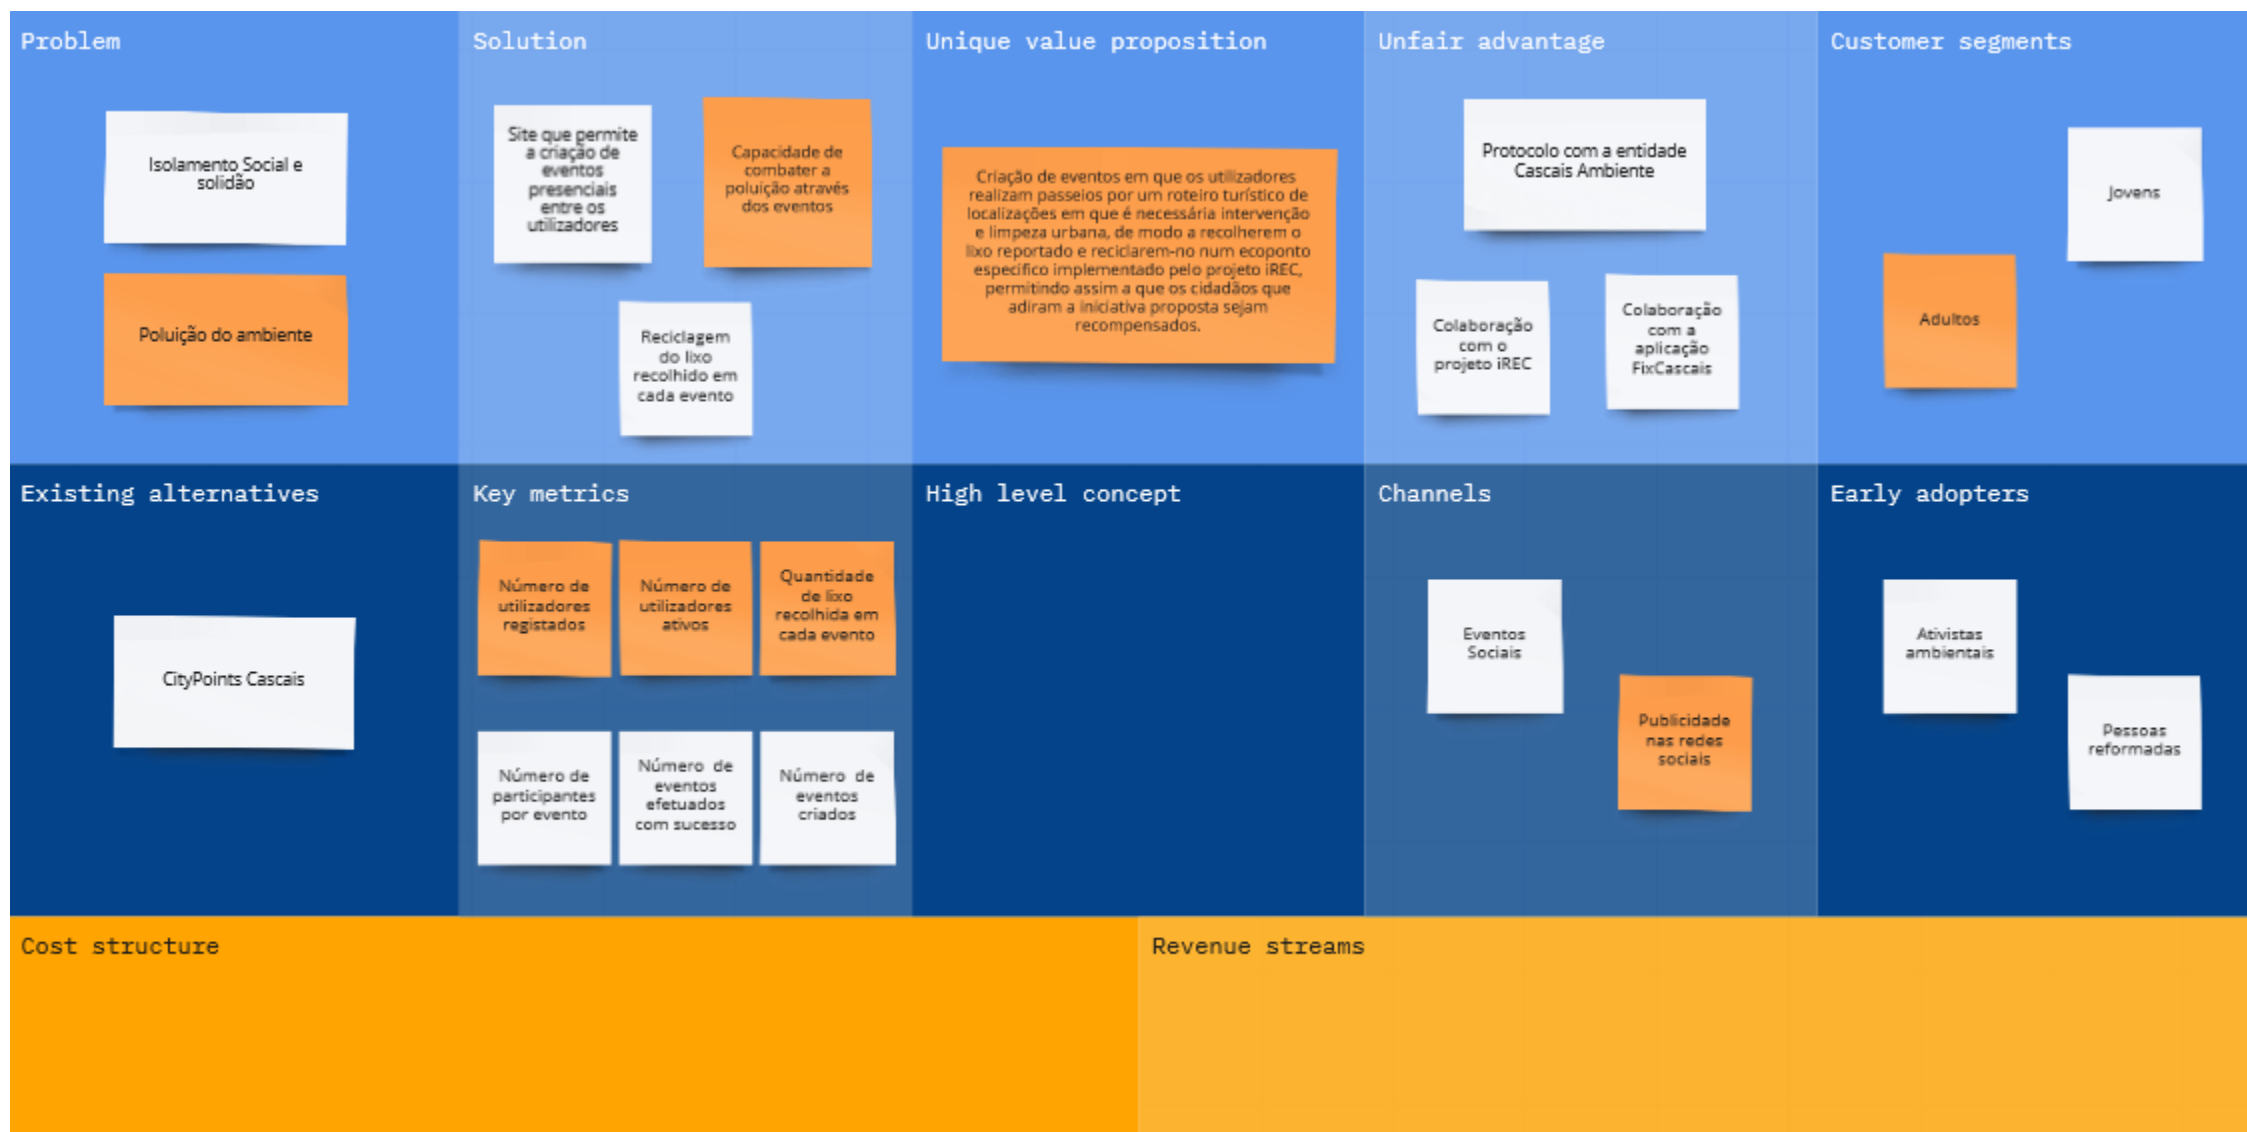 Problem
Isolamento Social e
solidão
Poluição do ambiente
Solution
Site que permite
a criação de
eventos
presenciais
entre os
utilizadores
Capacidade de
combater a
poluição através
dos eventos
Reciclagem
do lixo
recolhido em
cada evento
Unique value proposition
Criação de eventos em que os utilizadores
realizam passeios por um roteiro turístico de
localizações em que é necessária intervenção
e limpeza urbana, de modo a recolherem o
lixo reportado e reciclarem-no num ecoponto
específico implementado pelo projeto iREC,
permitindo assim a que os cidadãos que
adiram a iniciativa proposta sejam
recompensados.
Unfair advantage
Protocolo com a entidade
Cascais Ambiente
Colaboração
com o
projeto iREC
Colaboração
com a
aplicação
FixCascais
Customer segments
Jovens
Adultos
Existing alternatives
CityPoints Cascais
Key metrics
Número de
utilizadores
registados
Número de
utilizadores
ativos
Quantidade
de lixo
recolhida em
cada evento
Número de
participantes
por evento
Número de
eventos
efetuados
com sucesso
Número de
eventos
criados
High level concept
Channels
Eventos
Sociais
Publicidade
nas redes
sociais
Early adopters
Ativistas
ambientais
Pessoas
reformadas
Cost structure
Revenue streams